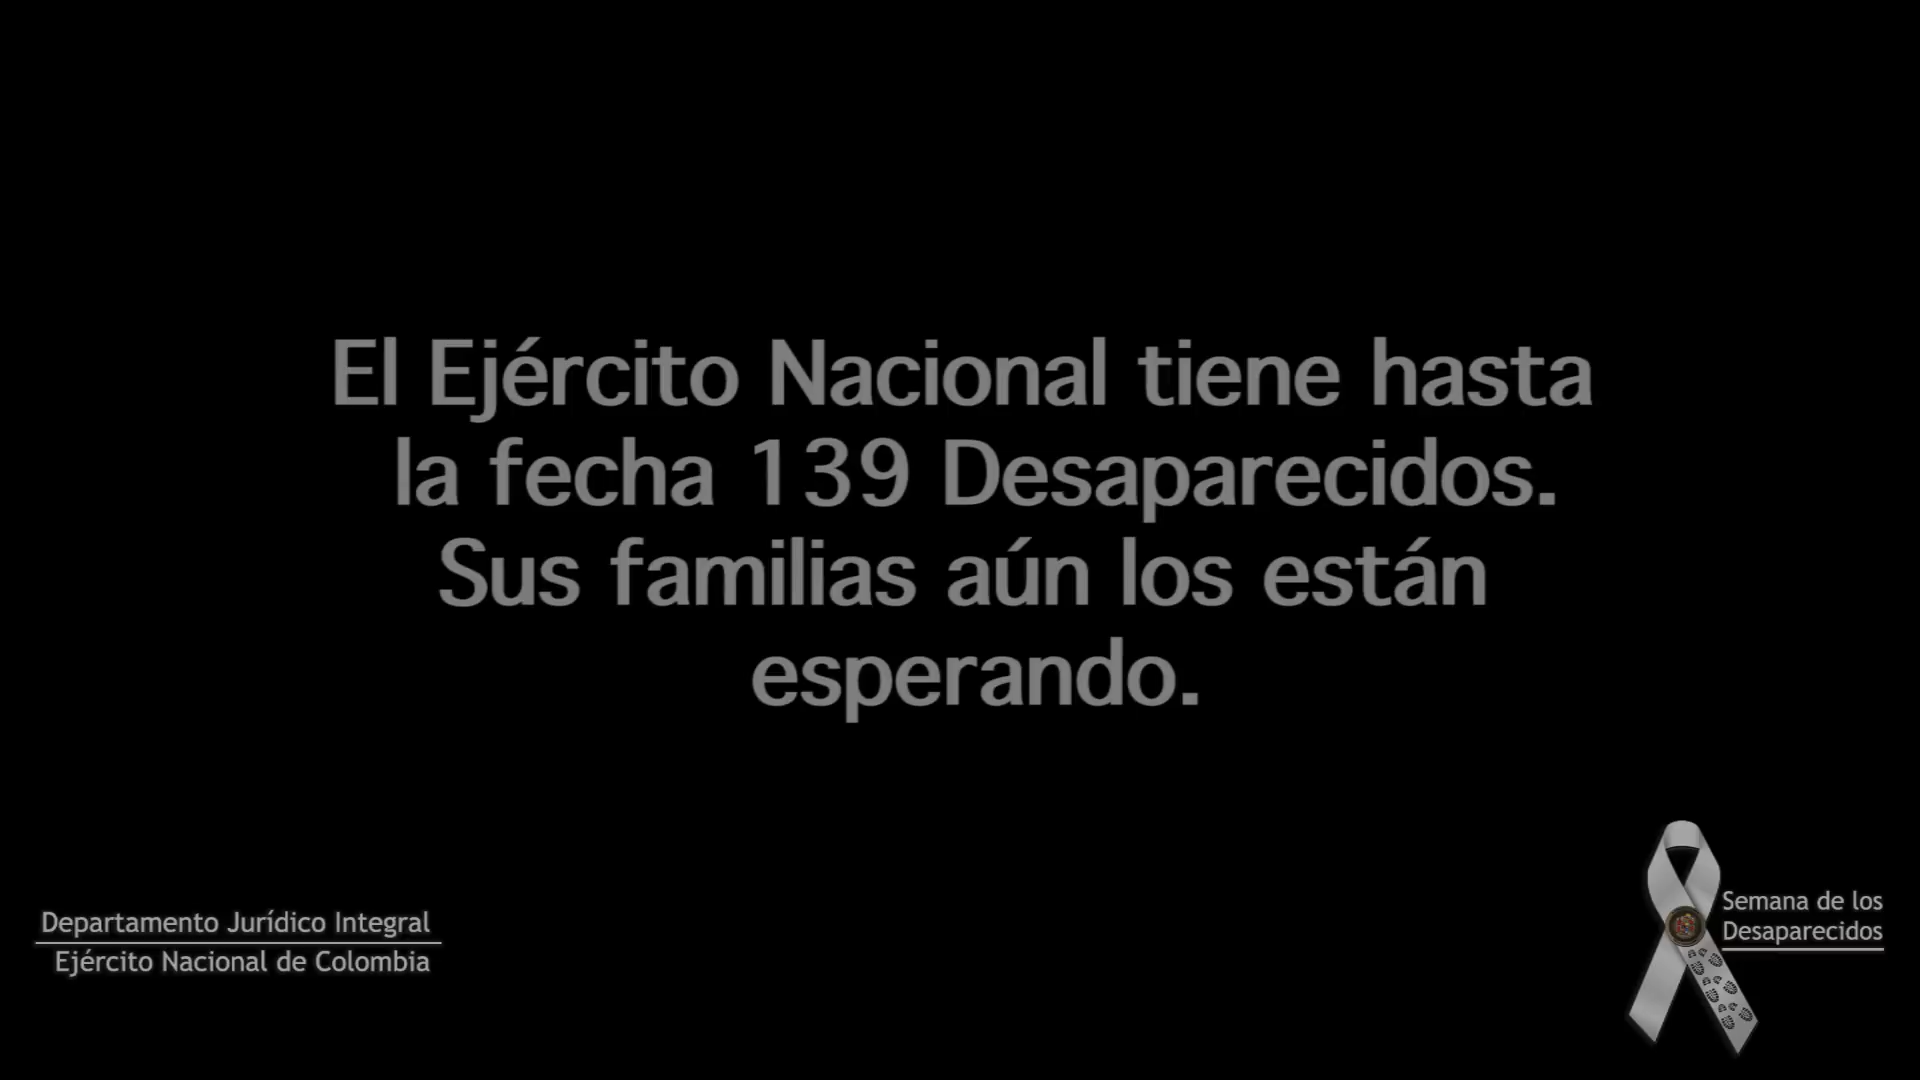 El Ejército Nacional tiene hasta
la fecha 139 Desaparecidos.
Sus familias aún los están
esperando.
Departamento Jurídico Integral
Ejército Nacional de Colombia
Semana de los
Desaparecidos